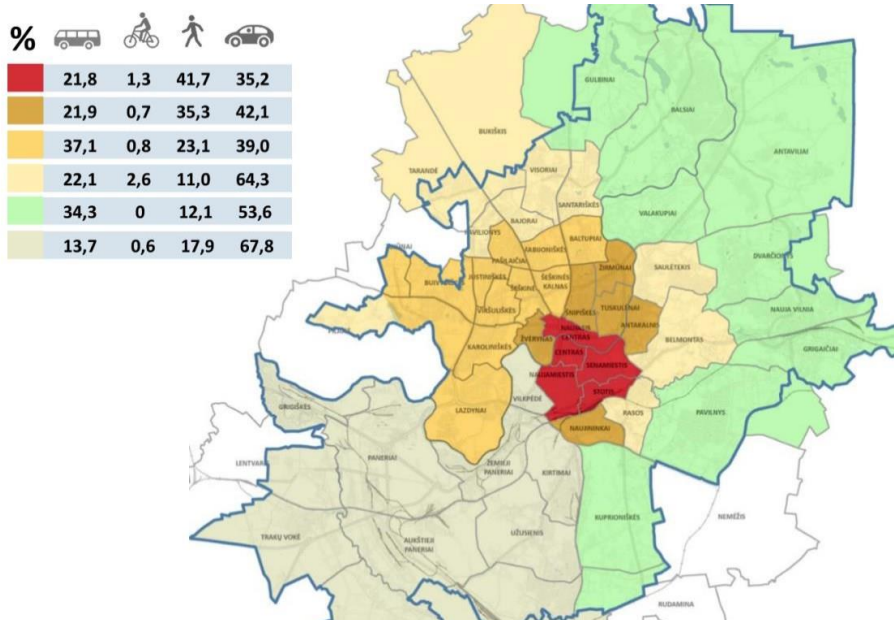 %
21,8 1,3 41,7 35,2
21,9 0,7 35,3 42,1
37,1 0,8 23,1 39,0
22,1 2,6 11,0 64,3
34,3 0 12,1 53,6
13,7 0,6 17,9 67,8
GULBINAI
BALSIAI
BUKIŠKIS
ANTAVILIAI
TARANDĖ
VISORIAI
SANTARIŠKĖS
VALAKUPIAI
BAJORAI
BALTUPIAI
FABIJONIŠKĖS
PAŠILAIČIAI
ŽIRMŪNAI
SAULĖTEKIS
DVARČIONYS
JUSTINIŠKĖS
ŠEŠKINĖS
KALNAS
ŠEŠKINĖ
VIRŠULIŠKĖS
ŠNIPIŠKĖS
TUSKULĖNAI
NAUJA VILNIA
ANTAKALNIS
NAUJASIS
CENTRAS
ŽVĖRYNAS
BELMONTAS
GRIGAIČIAI
KAROLINIŠKĖS
CENTRAS
SENAMIESTIS
NAUJAMIESTIS
STOTIS
VILKPĖDĖ
LAZDYNAI
RASOS
PAVILNYS
GRIGIŠKĖS
NAUJININKAI
LENTVARIS
PANERIAI
ŽEMIEJI
PANERIAI
KIRTIMAI
KUPRIONIŠKĖS
NEMĖŽIS
TRAKŲ VOKĖ
AUKŠTIEJI
PANERIAI
UŽUSIENIS
RUDAMINA